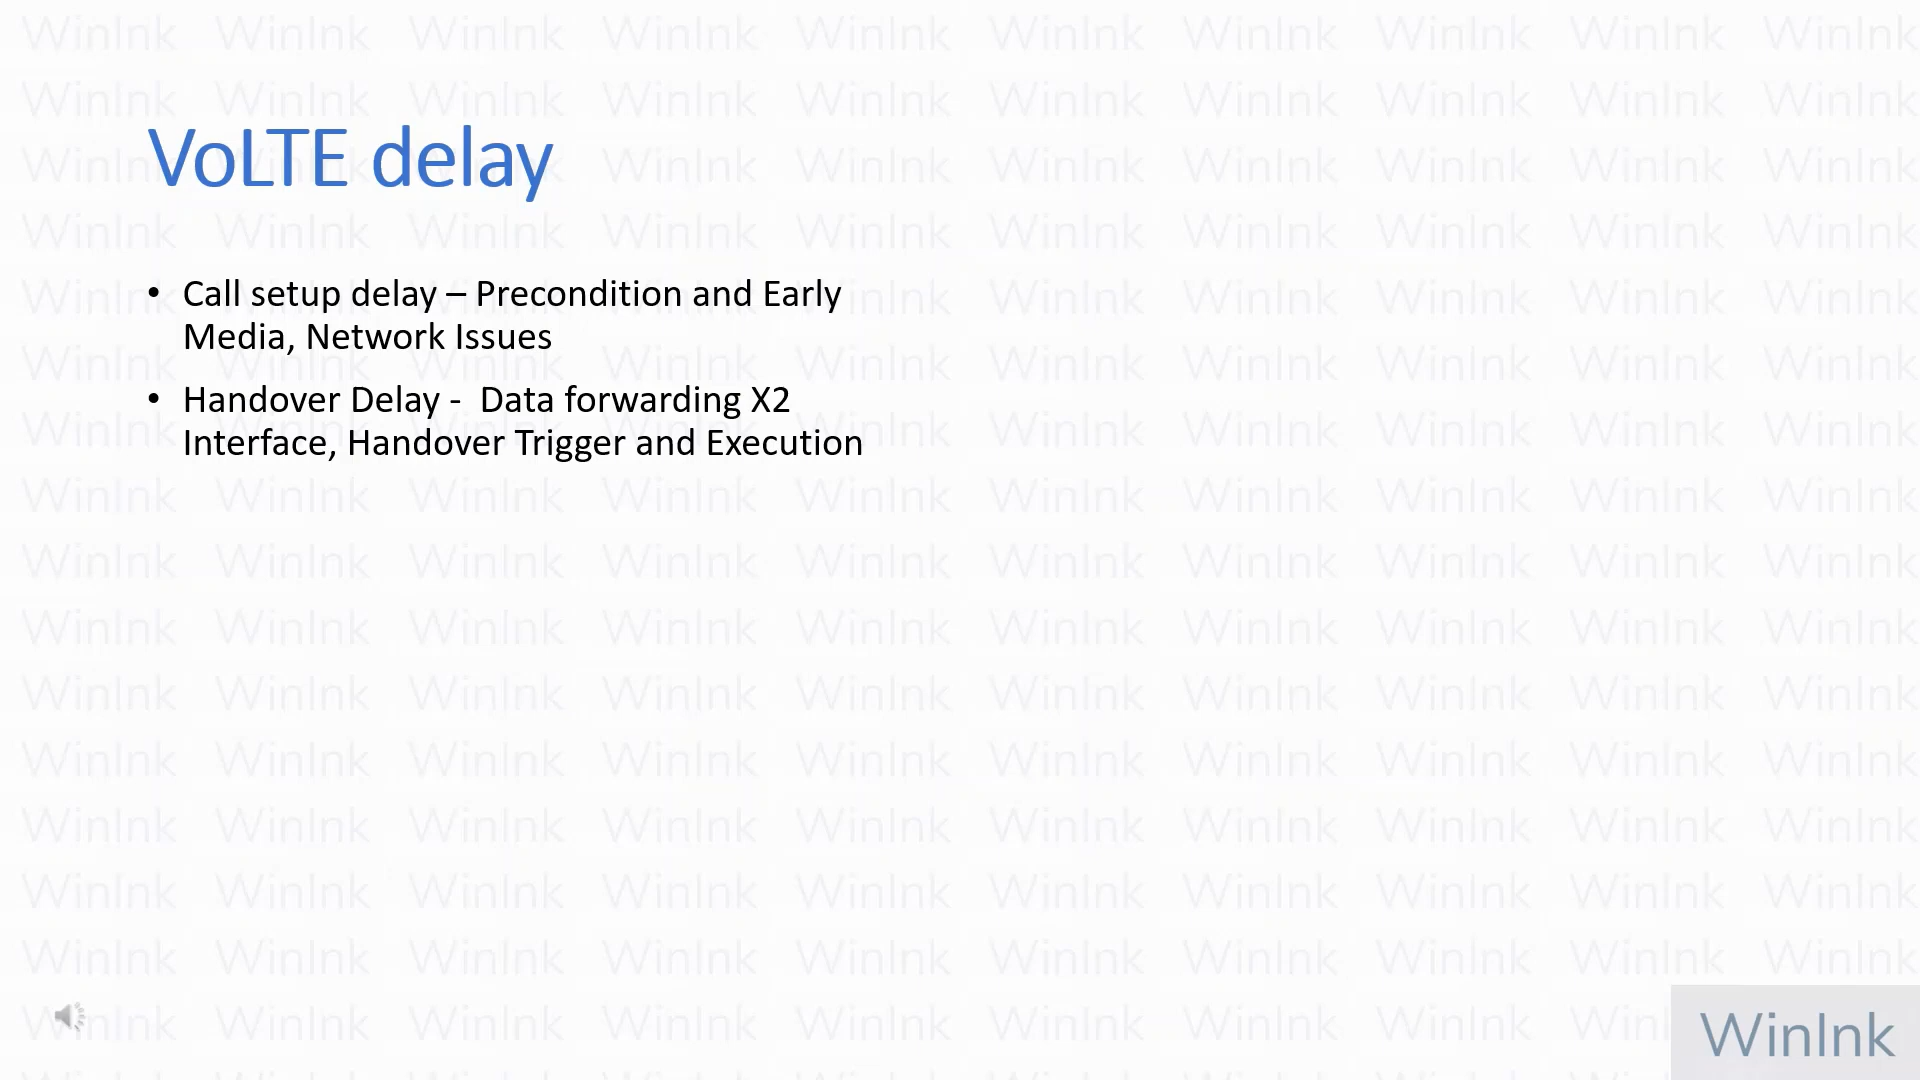 VoLTE delay
• Call setup delay – Precondition and Early
Media, Network Issues
• Handover Delay -  Data forwarding X2
Interface, Handover Trigger and Execution
WinInk